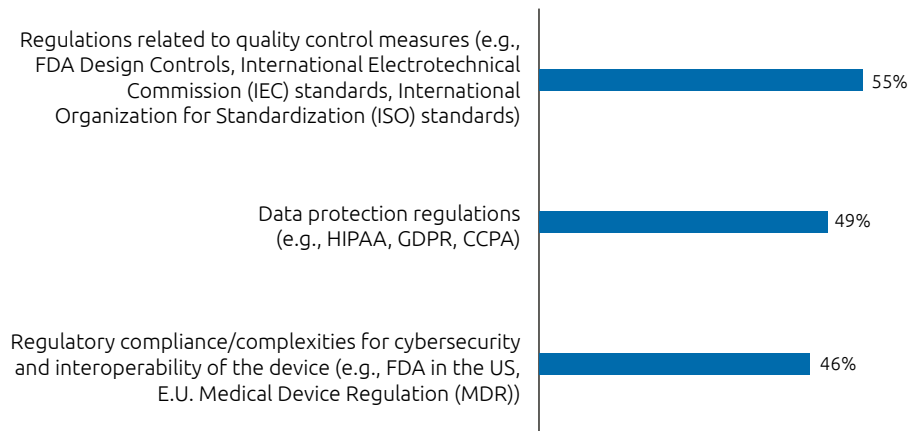 Regulations related to quality control measures (e.g.,
FDA Design Controls, International Electrotechnical
Commission (IEC) standards, International
Organization for Standardization (ISO) standards)
55%
Data protection regulations
(e.g., HIPAA, GDPR, CCPA)
49%
Regulatory compliance/complexities for cybersecurity
and interoperability of the device (e.g., FDA in the US,
E.U. Medical Device Regulation (MDR))
46%